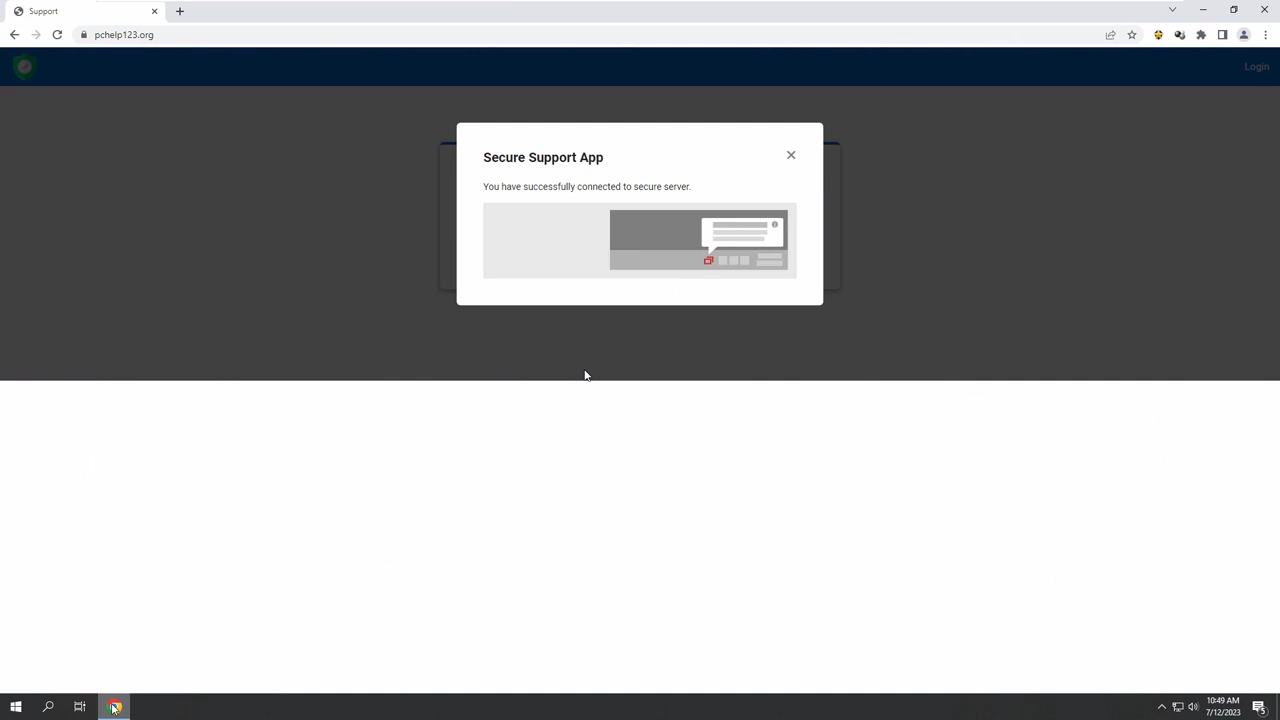 Support
pchelp123.org
Login
Secure Support App
You have successfully connected to secure server.
10:49 AM
7/12/2023
5